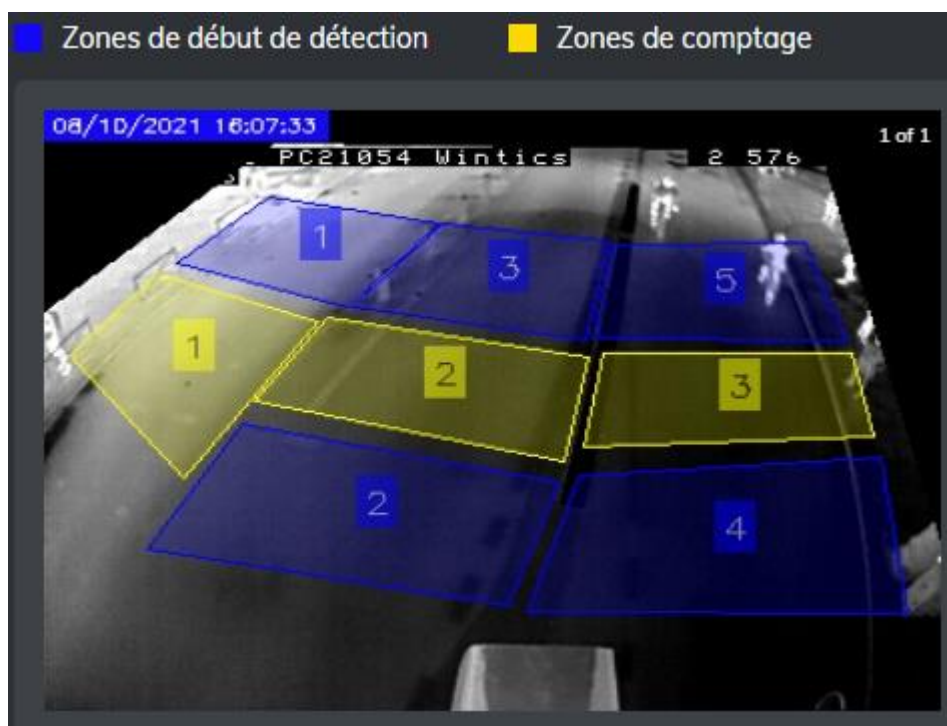 Zones de début de détection
Zones de comptage
08/10/2021 16:07:33
1 of 1
PC21054 Wintics 2 576
1
3
5
1
2
3
2
4